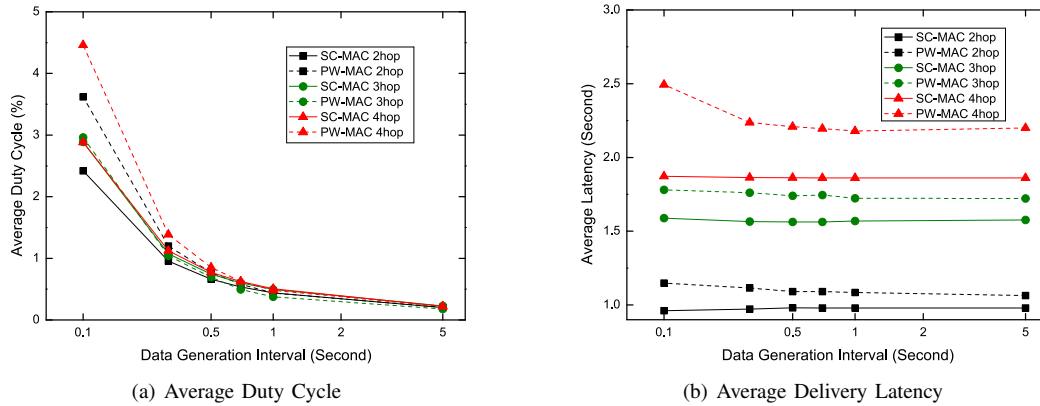 5
4
3
2
1
0
Average Duty Cycle (%)
SC-MAC 2hop
PW-MAC 2hop
SC-MAC 3hop
PW-MAC 3hop
SC-MAC 4hop
PW-MAC 4hop
0.1 0.5 1 2 5
Data Generation Interval (Second)
(a) Average Duty Cycle
3.0
2.5
2.0
1.5
1.0
Average Latency (Second)
SC-MAC 2hop
PW-MAC 2hop
SC-MAC 3hop
PW-MAC 3hop
SC-MAC 4hop
PW-MAC 4hop
0.1 0.5 1 2 5
Data Generation Interval (Second)
(b) Average Delivery Latency